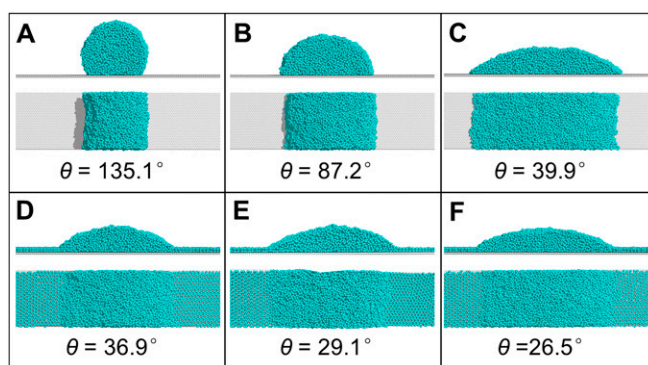 A
B
C
θ = 135.1°
θ = 87.2°
θ = 39.9°
D
E
F
θ = 36.9°
θ = 29.1°
θ =26.5°